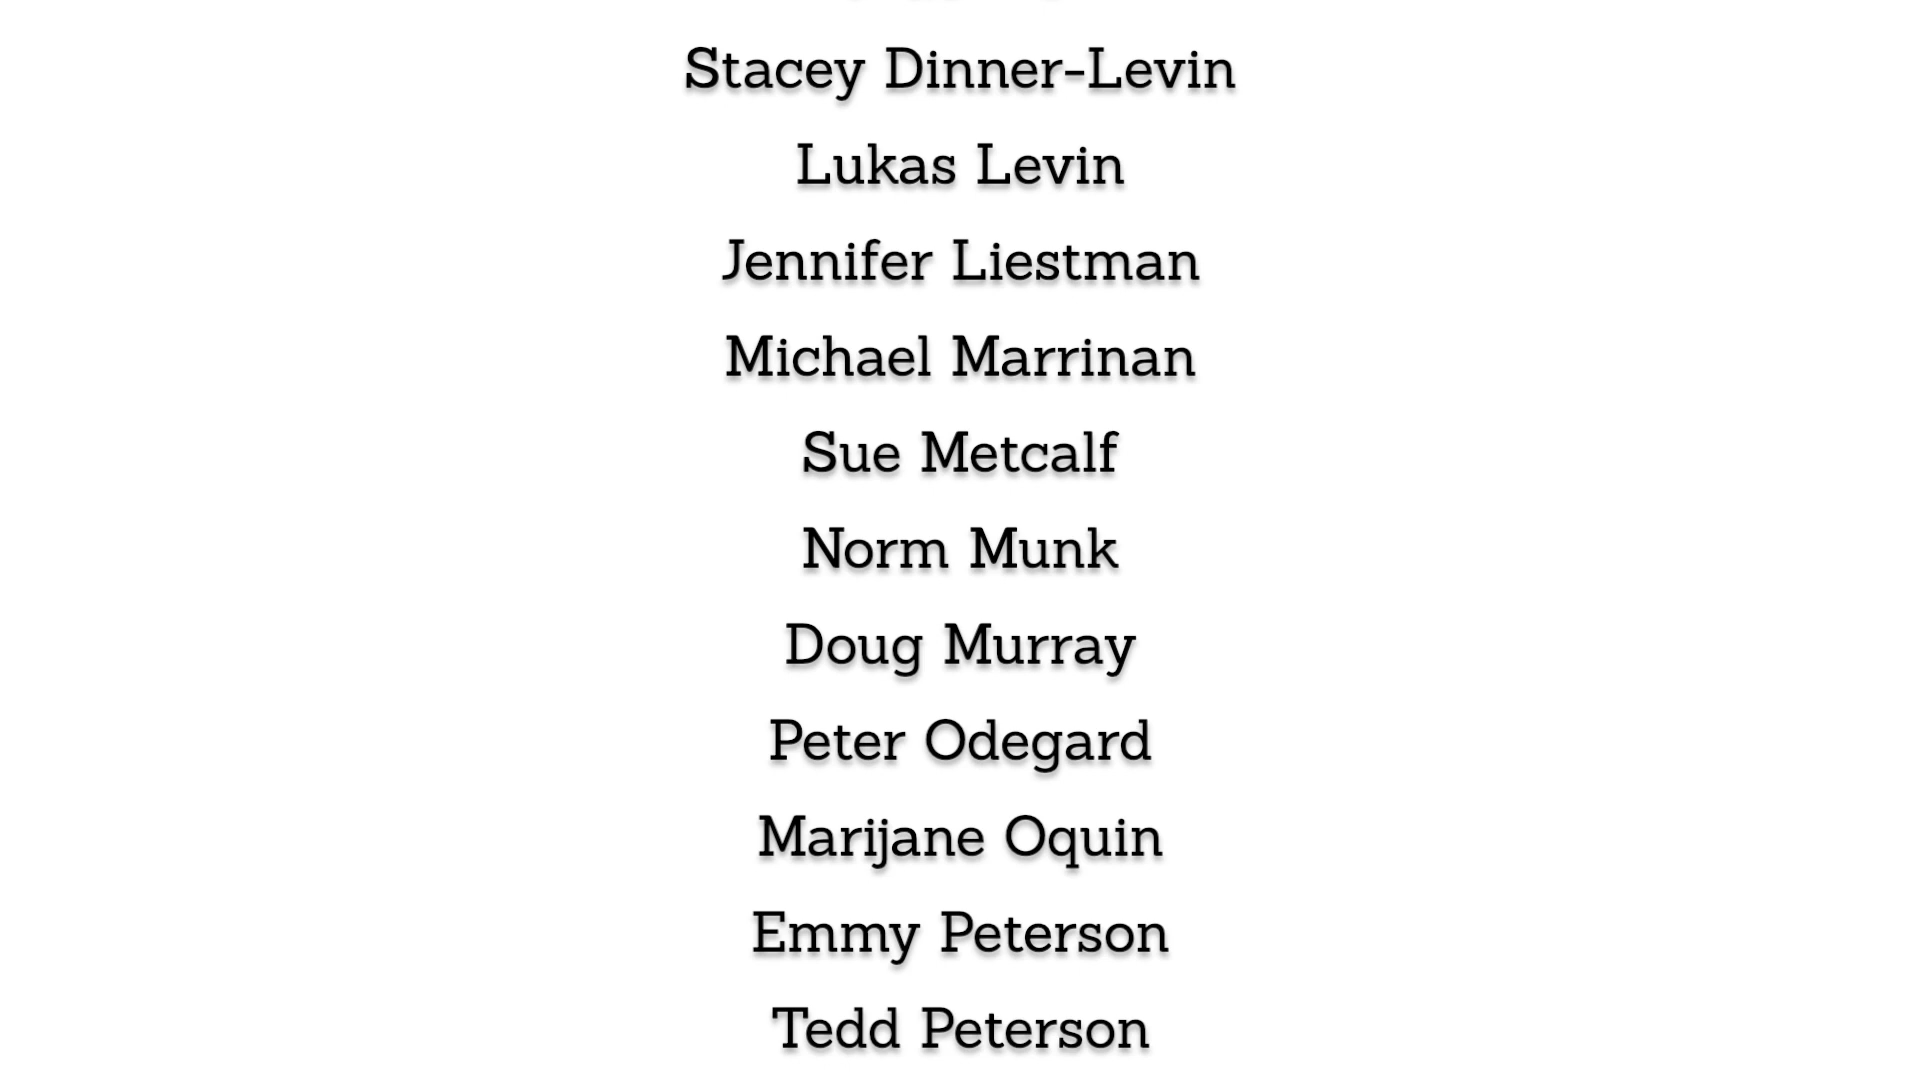 Stacey Dinner-Levin
Lukas Levin
Jennifer Liestman
Michael Marrinan
Sue Metcalf
Norm Munk
Doug Murray
Peter Odegard
Marijane Oquin
Emmy Peterson
Tedd Peterson